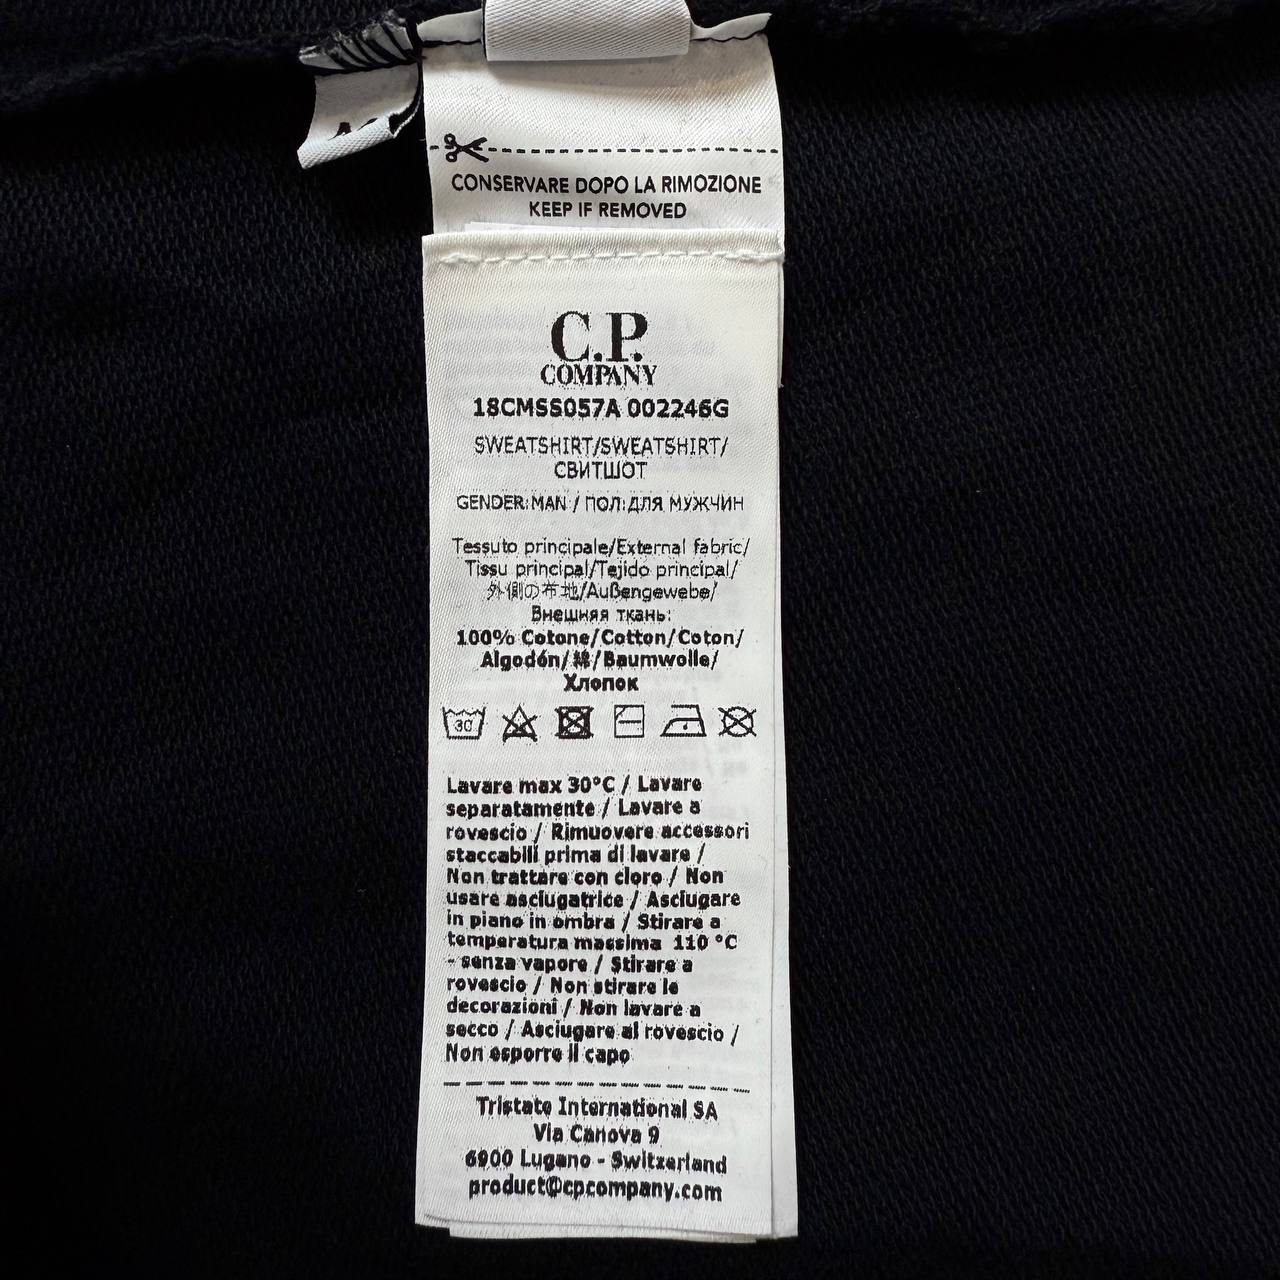 CONSERVARE DOPO LA RIMOZIONE
KEEP IF REMOVED
C.P.
COMPANY
18CMSS057A 002246G
SWEATSHIRT/SWEATSHIRT/
СВИТШОТ
GENDER:MAN / ПОЛ:ДЛЯ МУЖЧИН
Tessuto principale/External fabric/
Tissu principal/Tejido principal/
外側の布地/Außengewebe/
Внешняя ткань:
100% Cotone/Cotton/Coton/
Algodón/綿/Baumwolle/
Хлопок
30
Lavare max 30°C / Lavare
separatamente / Lavare a
rovescio / Rimuovere accessori
staccabili prima di lavare /
Non trattare con cloro / Non
usare asciugatrice / Asciugare
in piano in ombra / Stirare a
temperatura massima 110 °C
- senza vapore / Stirare a
rovescio / Non stirare le
decorazioni / Non lavare a
secco / Asciugare al rovescio /
Non esporre il capo
Tristate International SA
Via Canova 9
6900 Lugano - Switzerland
product@cpcompany.com